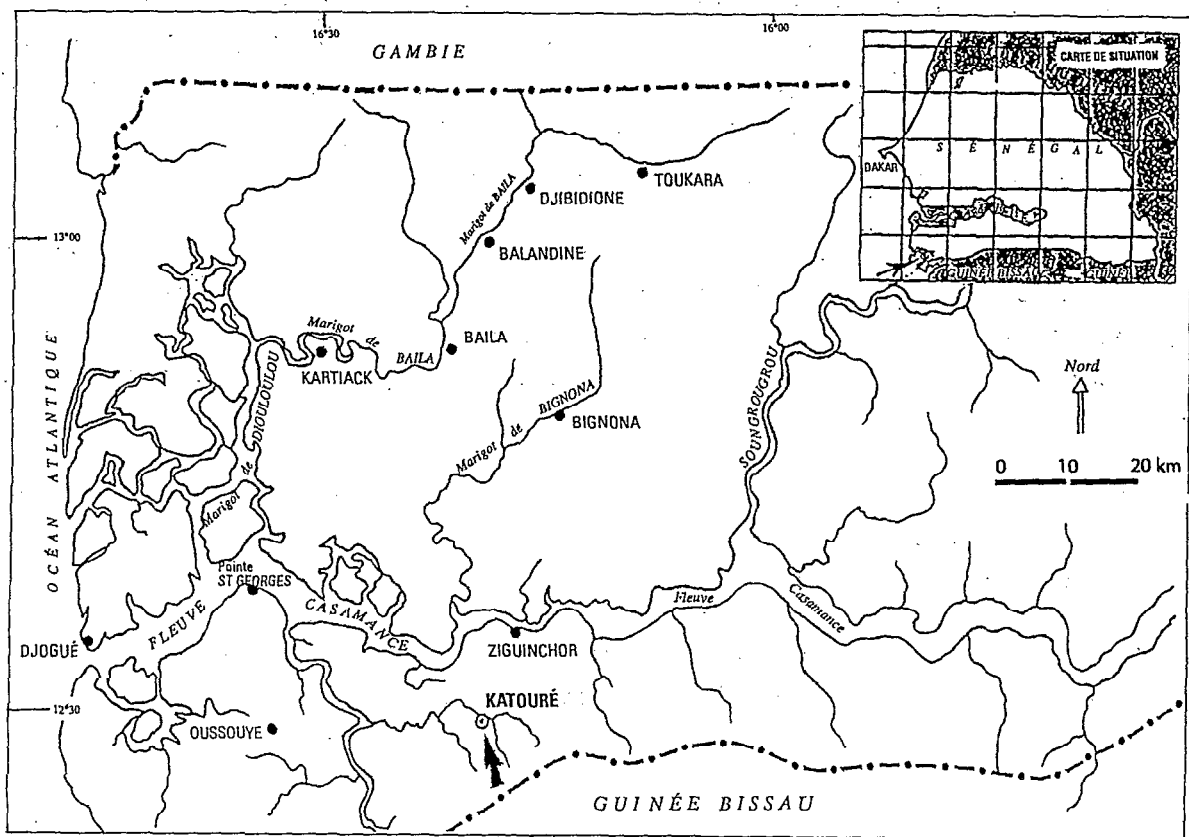 16°30
16°00
GAMBIE
CARTE DE SITUATION
SÉNÉGAL
DAKAR
GUINÉE BISSAU
GUINÉE
TOUKARA
DJIBIDIONE
Marigot de BAILA
BALANDINE
13°00
Marigot de BAILA
BAILA
KARTIACK
OCÉAN ATLANTIQUE
Marigot de DIOULOULOU
Marigot de BIGNONA
BIGNONA
SOUNGROUGROU
Nord
0 10 20 km
Pointe
ST GEORGES
FLEUVE CASAMANCE
Fleuve Casamance
DJOGUÉ
ZIGUINCHOR
KATOURÉ
12°30
OUSSOUYE
GUINÉE BISSAU